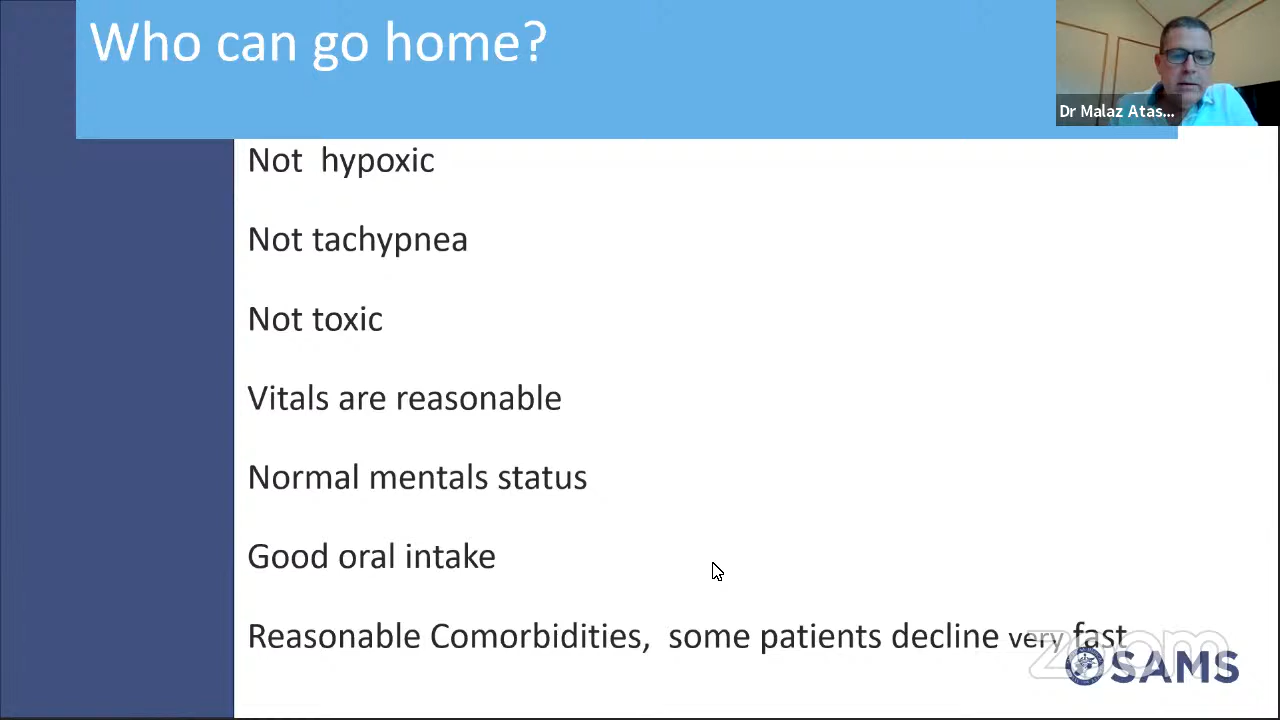 Who can go home?
Dr Malaz Atas...
Not hypoxic
Not tachypnea
Not toxic
Vitals are reasonable
Normal mentals status
Good oral intake
Reasonable Comorbidities, some patients decline very fast
zoom
SAMS